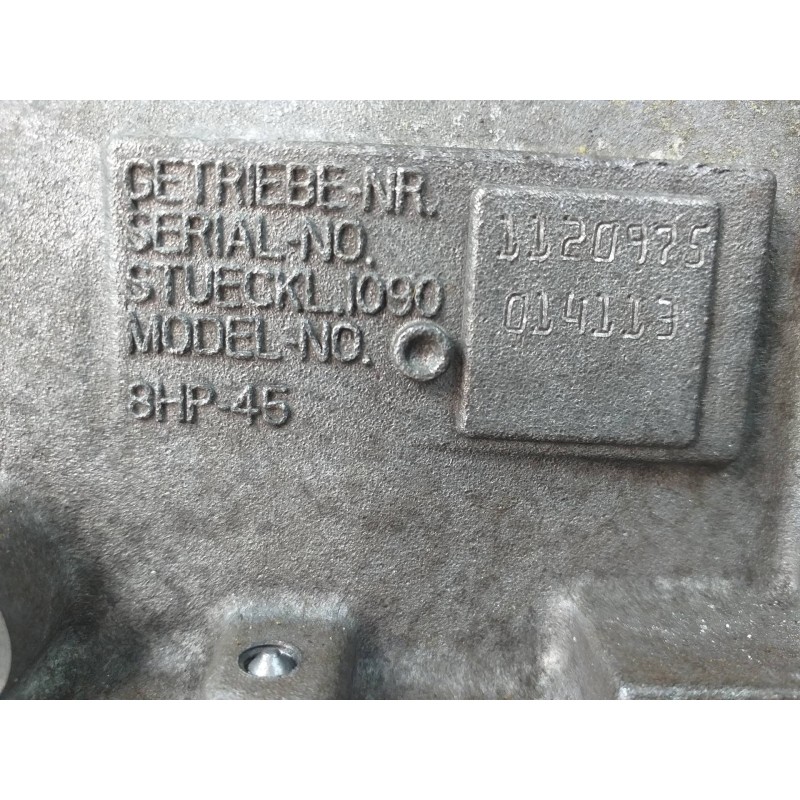 GETRIEBE-NR.
SERIAL-NO. 1120975
STUECKL.1090
MODEL-NO. 014113
8HP-45